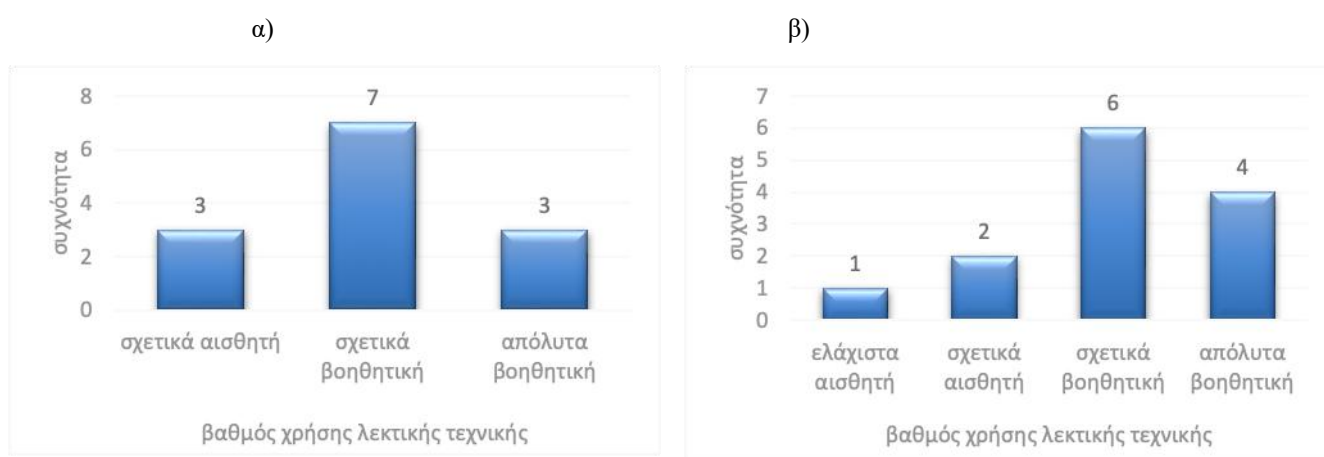 α)
β)
8
6
4
2
0
συχνότητα
3
7
3
σχετικά αισθητή
σχετικά
βοηθητική
απόλυτα
βοηθητική
βαθμός χρήσης λεκτικής τεχνικής
7
6
5
4
3
2
1
0
συχνότητα
1
2
6
4
ελάχιστα
αισθητή
σχετικά
αισθητή
σχετικά
βοηθητική
απόλυτα
βοηθητική
βαθμός χρήσης λεκτικής τεχνικής